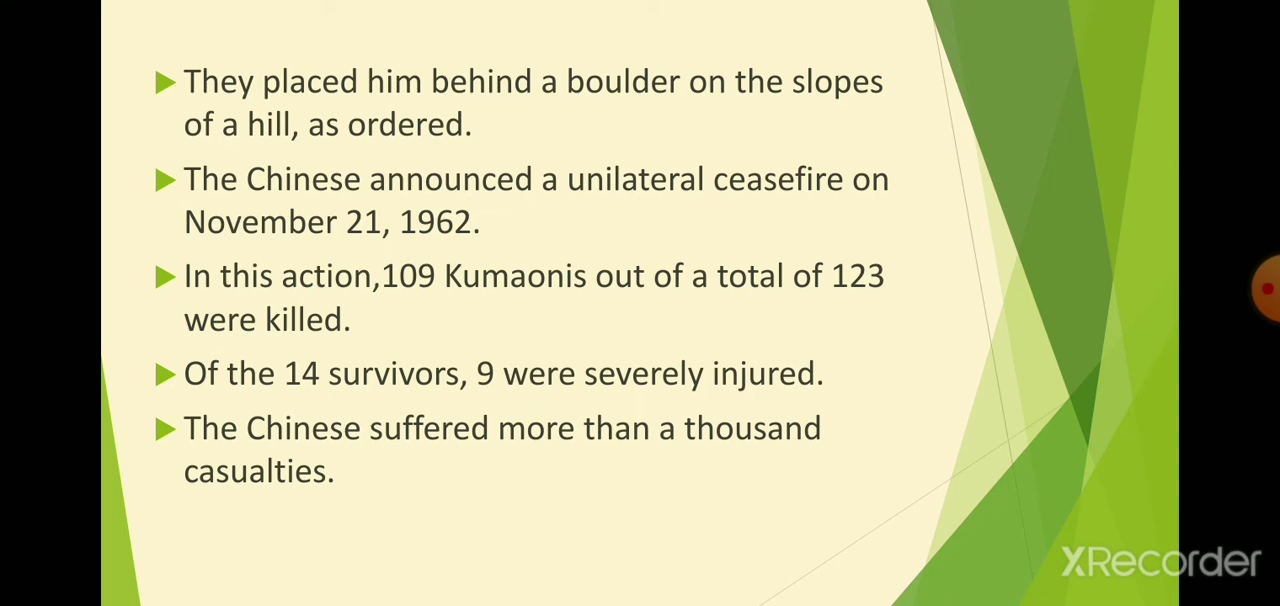 They placed him behind a boulder on the slopes
of a hill, as ordered.
The Chinese announced a unilateral ceasefire on
November 21, 1962.
In this action,109 Kumaonis out of a total of 123
were killed.
Of the 14 survivors, 9 were severely injured.
The Chinese suffered more than a thousand
casualties.
XRecorder